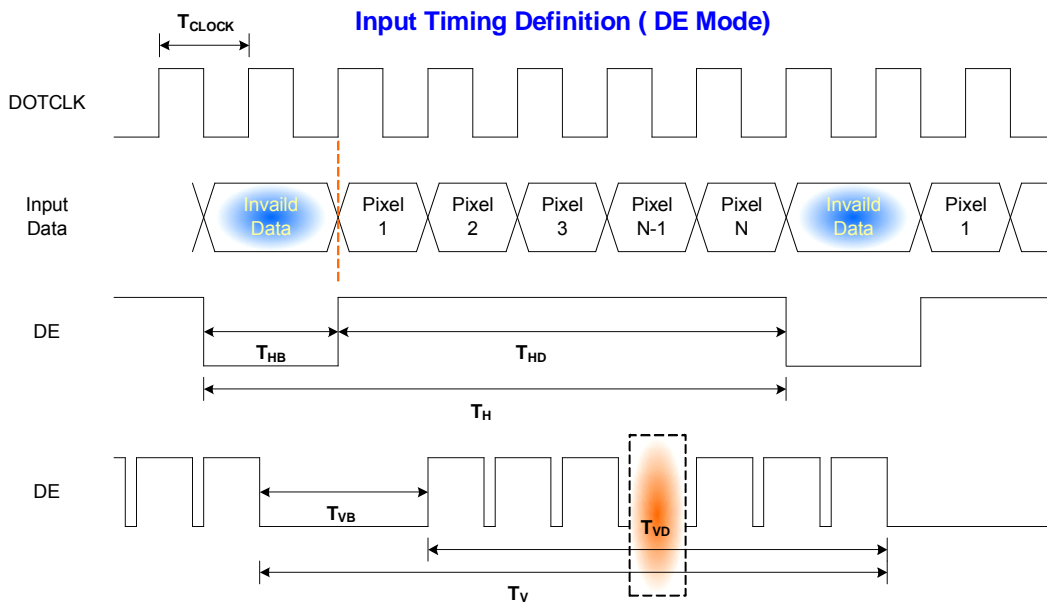 Input Timing Definition ( DE Mode)
TCLOCK
DOTCLK
Input
Data
Invaild
Data
Pixel
1
Pixel
2
Pixel
3
Pixel
N-1
Pixel
N
Invaild
Data
Pixel
1
DE
THB
THD
TH
DE
TVB
TVD
TV